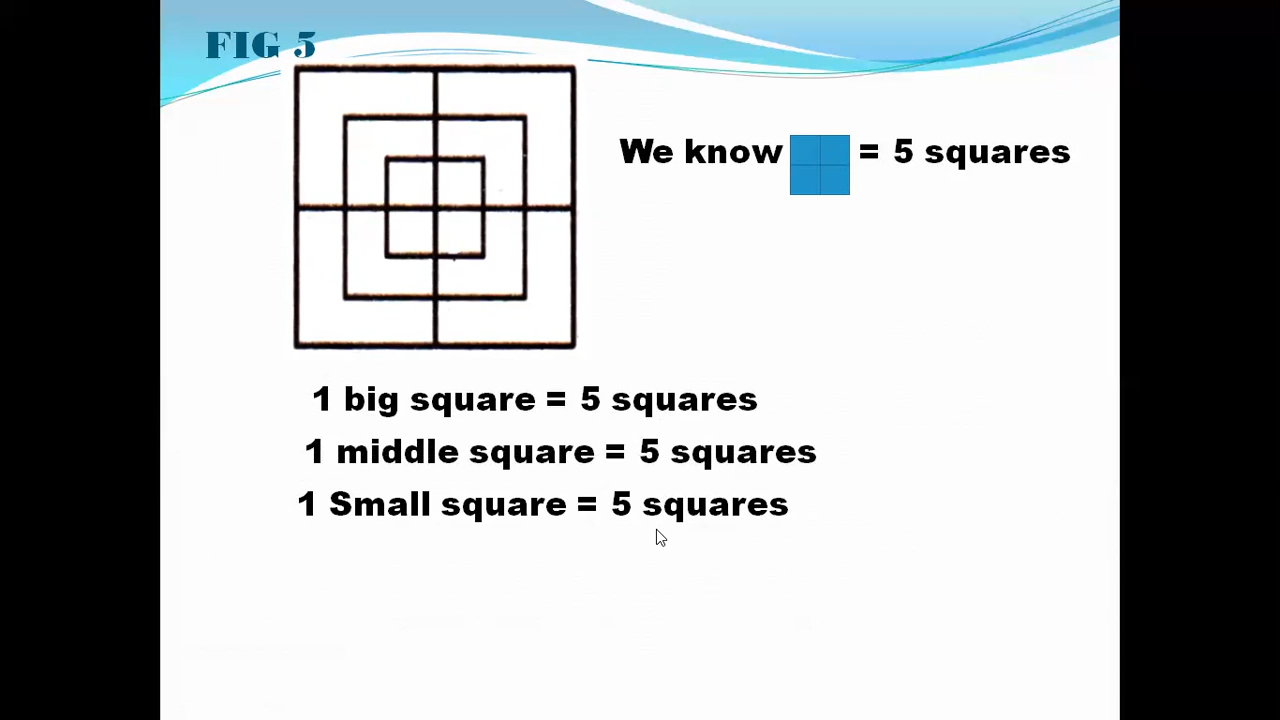 FIG 5
We know = 5 squares
1 big square = 5 squares
1 middle square = 5 squares
1 Small square = 5 squares